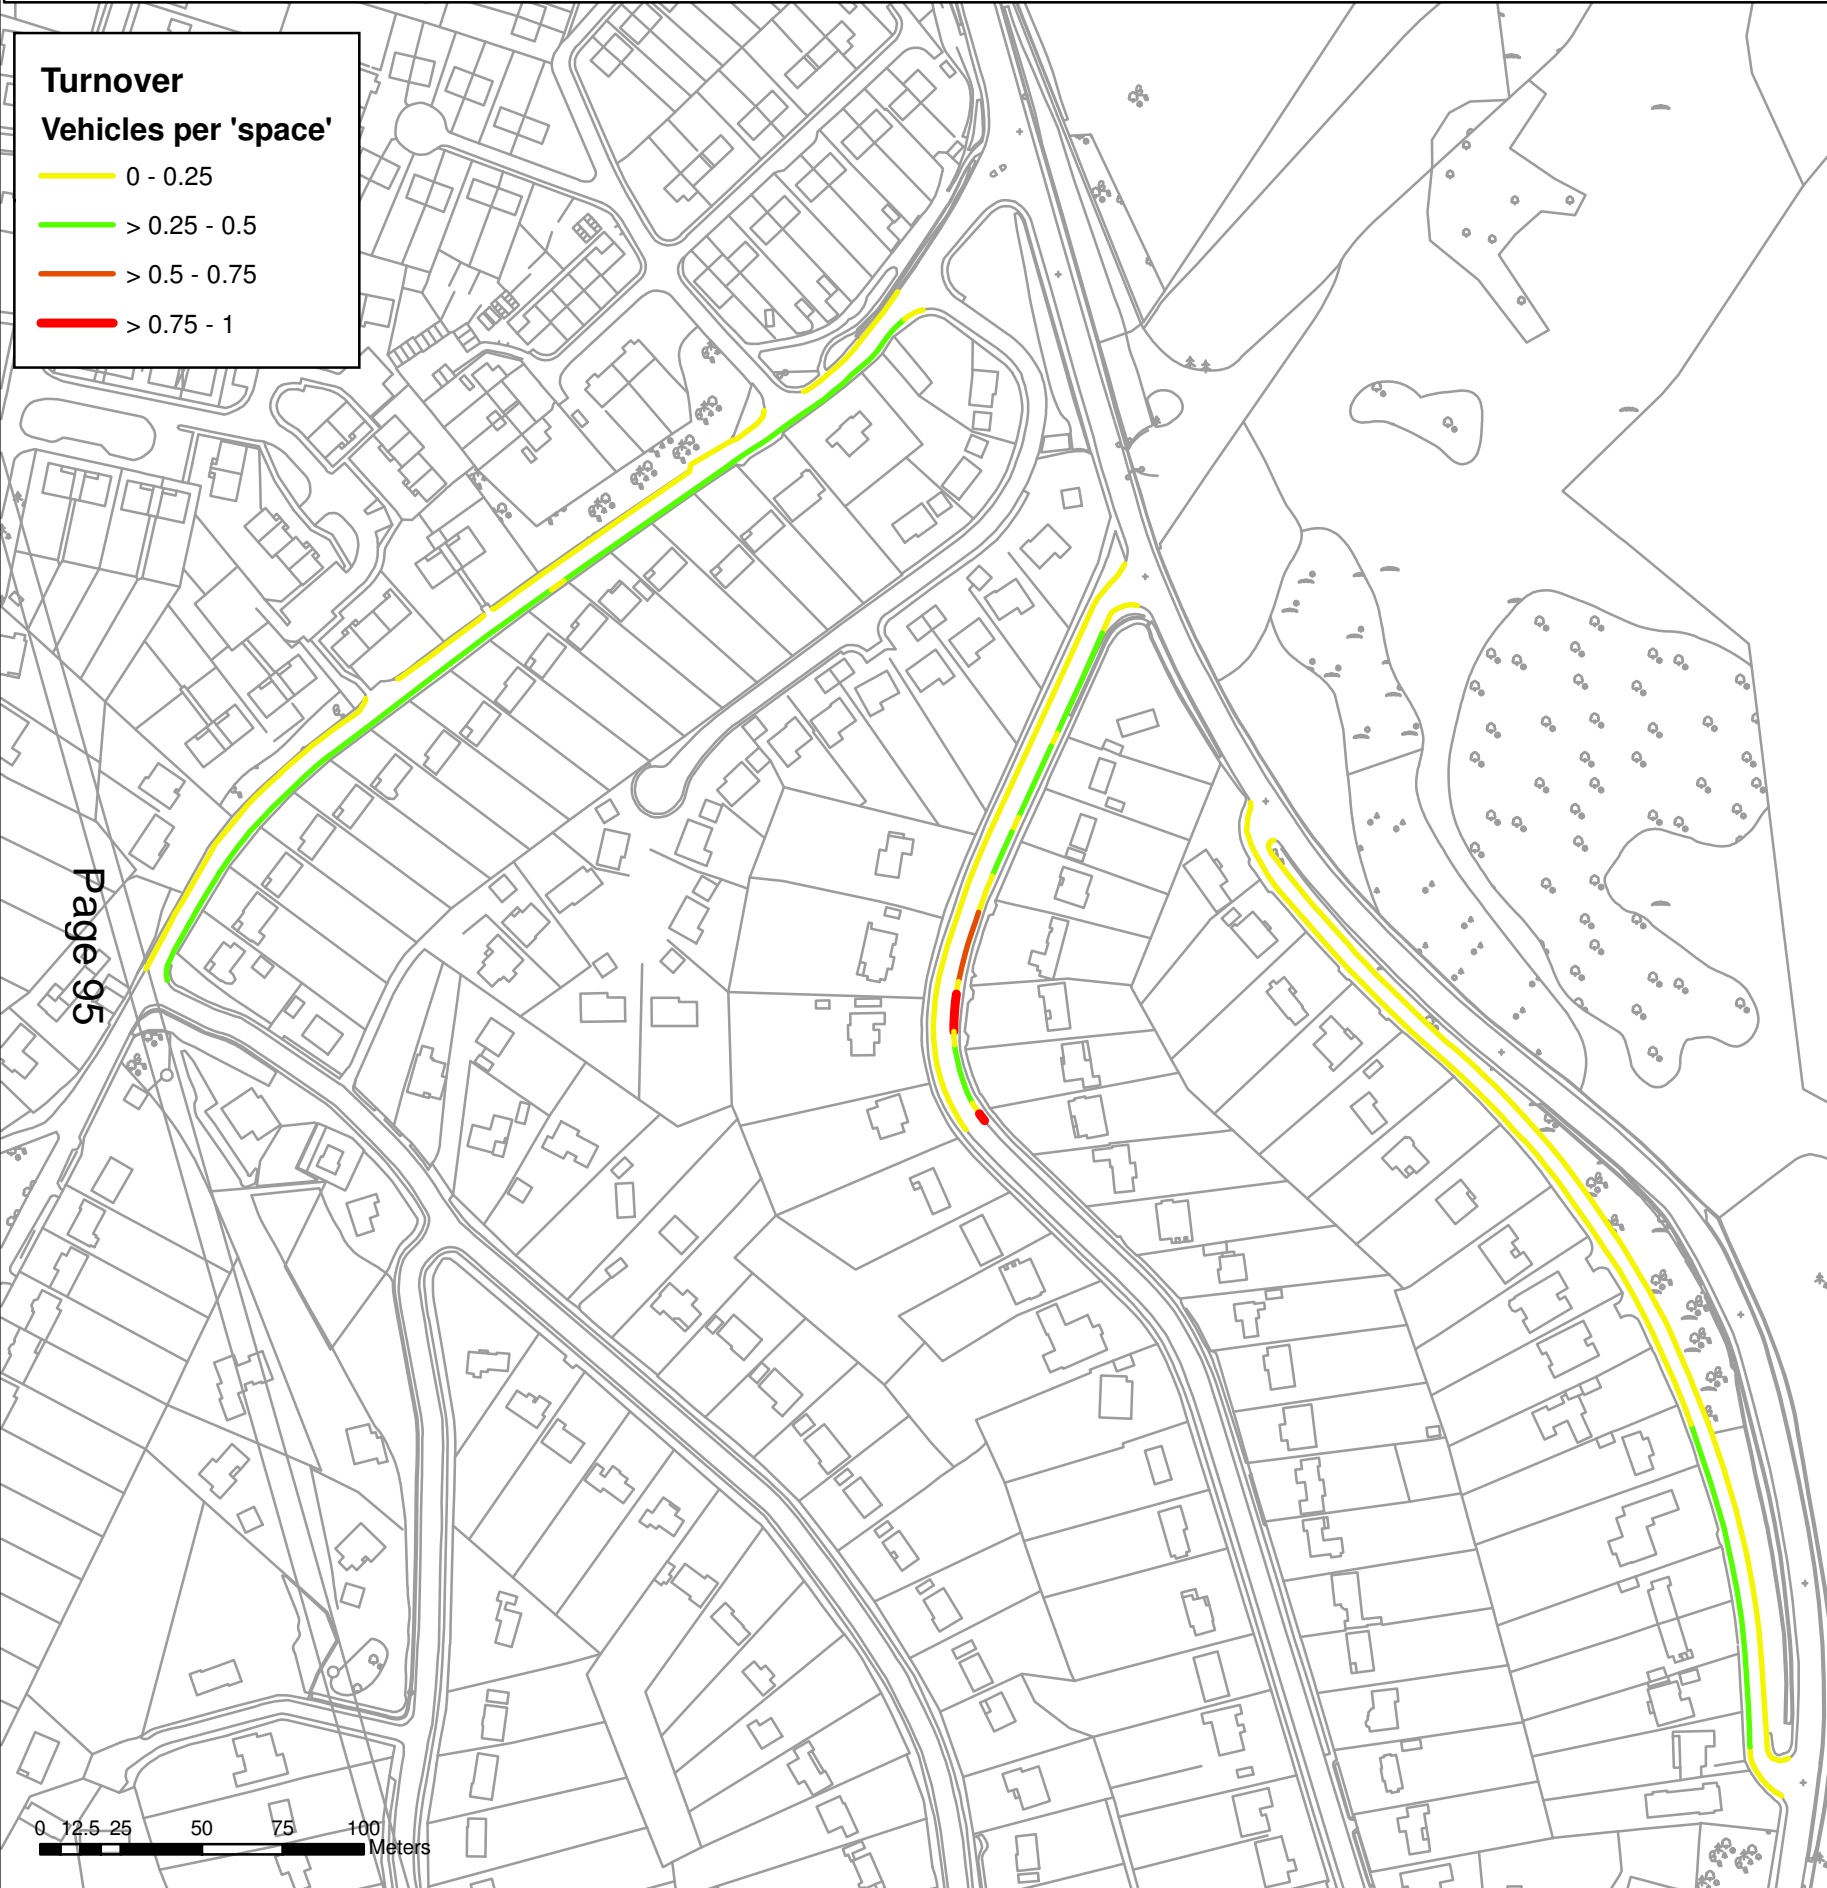 Turnover
Vehicles per 'space'
0 - 0.25
> 0.25 - 0.5
> 0.5 - 0.75
> 0.75 - 1
Page 95
0 12.5 25 50 75 100
Meters